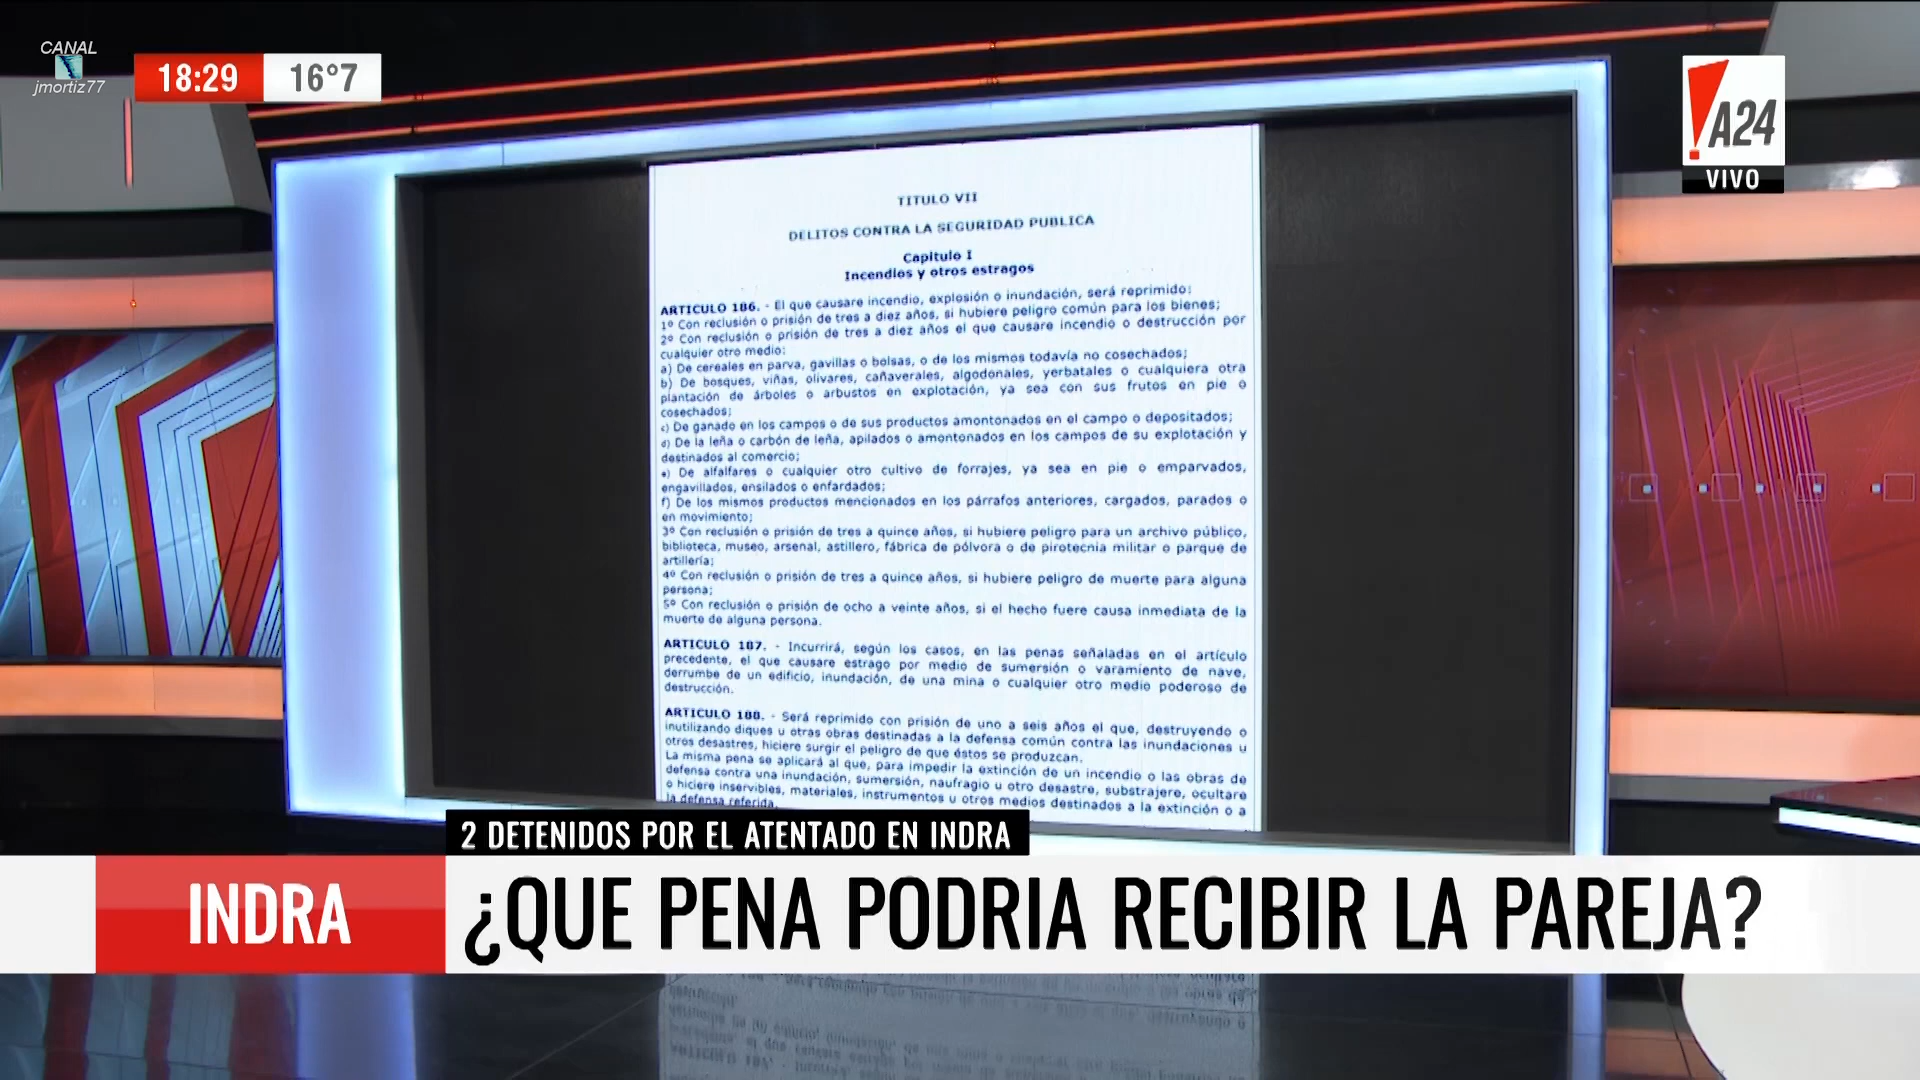 CANAL
jmortiz77
18:29
16°7
A24
VIVO
TITULO VII
DELITOS CONTRA LA SEGURIDAD PUBLICA
Capitulo I
Incendios y otros estragos
ARTICULO 186. - El que causare incendio, explosión o inundación, será reprimido:
1º Con reclusión o prisión de tres a diez años, si hubiere peligro común para los bienes;
2º Con reclusión o prisión de tres a diez años el que causare incendio o destrucción por
cualquier otro medio:
a) De cereales en parva, gavillas o bolsas, o de los mismos todavía no cosechados;
b) De bosques, viñas, olivares, cañaverales, algodonales, yerbatales o cualquiera otra
plantación de árboles o arbustos en explotación, ya sea con sus frutos en pie o
cosechados;
c) De ganado en los campos o de sus productos amontonados en el campo o depositados;
d) De la leña o carbón de leña, apilados o amontonados en los campos de su explotación y
destinados al comercio;
e) De alfalfares o cualquier otro cultivo de forrajes, ya sea en pie o emparvados,
engavillados, ensilados o enfardados;
f) De los mismos productos mencionados en los párrafos anteriores, cargados, parados o
en movimiento;
3º Con reclusión o prisión de tres a quince años, si hubiere peligro para un archivo público,
biblioteca, museo, arsenal, astillero, fábrica de pólvora o de pirotecnia militar o parque de
artillería;
4º Con reclusión o prisión de tres a quince años, si hubiere peligro de muerte para alguna
persona;
5º Con reclusión o prisión de ocho a veinte años, si el hecho fuere causa inmediata de la
muerte de alguna persona.
ARTICULO 187. - Incurrirá, según los casos, en las penas señaladas en el artículo
precedente, el que causare estrago por medio de sumersión o varamiento de nave,
derrumbe de un edificio, inundación, de una mina o cualquier otro medio poderoso de
destrucción.
ARTICULO 188. - Será reprimido con prisión de uno a seis años el que, destruyendo o
inutilizando diques u otras obras destinadas a la defensa común contra las inundaciones u
otros desastres, hiciere surgir el peligro de que éstos se produzcan.
La misma pena se aplicará al que, para impedir la extinción de un incendio o las obras de
defensa contra una inundación, sumersión, naufragio u otro desastre, substrajere, ocultare
o hiciere inservibles, materiales, instrumentos u otros medios destinados a la extinción o a
la defensa referida.
2 DETENIDOS POR EL ATENTADO EN INDRA
INDRA
¿QUE PENA PODRIA RECIBIR LA PAREJA?